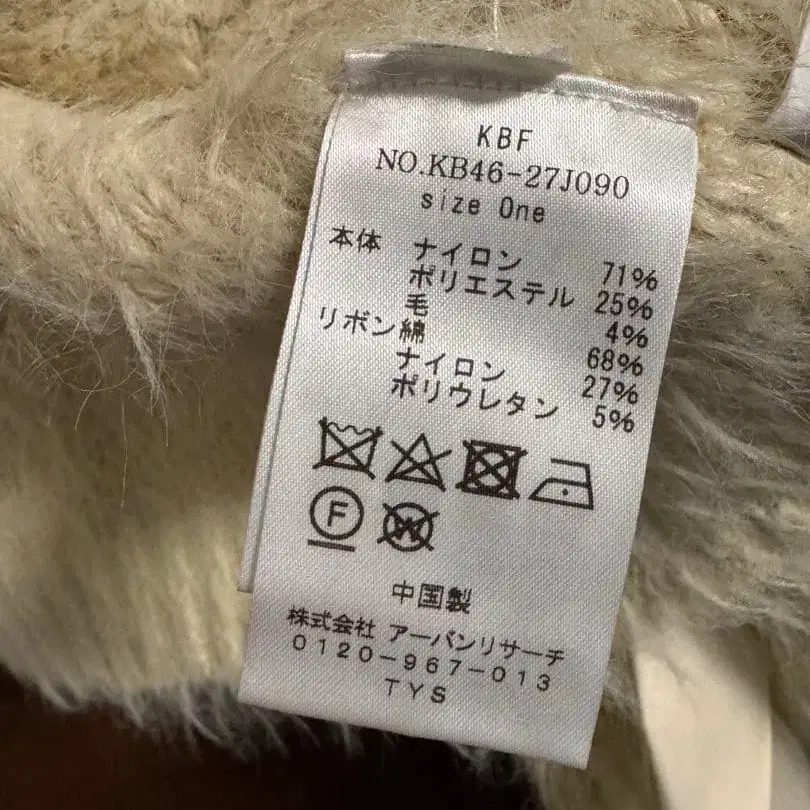 KBF
NO.KB46-27J090
size One
本体 ナイロン 71%
ポリエステル 25%
毛 4%
リボン綿 68%
ナイロン 27%
ポリウレタン 5%
F
W
中国製
株式会社 アーバンリサーチ
0120-967-013
TYS